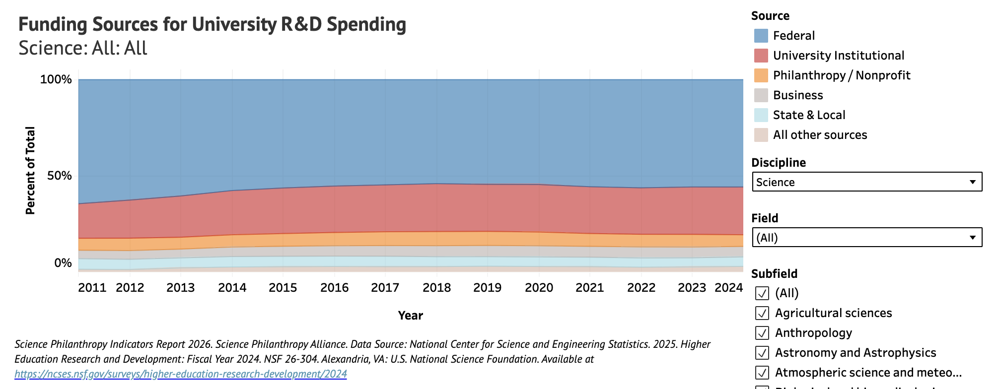 Funding Sources for University R&D Spending
Science: All: All
100%
50%
0%
Percent of Total
2011 2012 2013 2014 2015 2016 2017 2018 2019 2020 2021 2022 2023 2024
Year
Science Philanthropy Indicators Report 2026. Science Philanthropy Alliance. Data Source: National Center for Science and Engineering Statistics. 2025. Higher
Education Research and Development: Fiscal Year 2024. NSF 26-304. Alexandria, VA: U.S. National Science Foundation. Available at
https://ncses.nsf.gov/surveys/higher-education-research-development/2024
Source
Federal
University Institutional
Philanthropy / Nonprofit
Business
State & Local
All other sources
Discipline
Science
Field
(All)
Subfield
(All)
Agricultural sciences
Anthropology
Astronomy and Astrophysics
Atmospheric science and meteo...